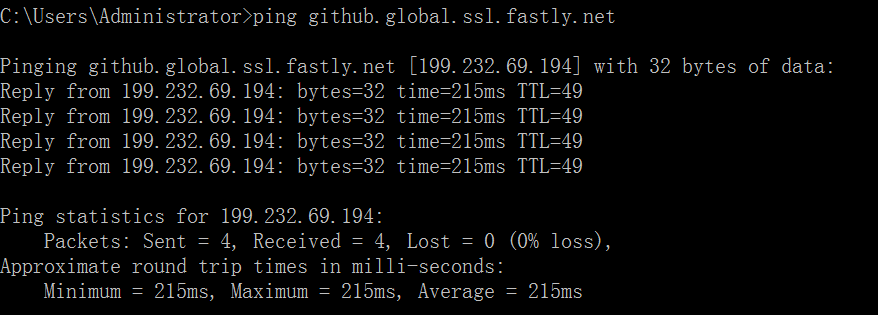 C:\Users\Administrator>ping github.global.ssl.fastly.net
Pinging github.global.ssl.fastly.net [199.232.69.194] with 32 bytes of data:
Reply from 199.232.69.194: bytes=32 time=215ms TTL=49
Reply from 199.232.69.194: bytes=32 time=215ms TTL=49
Reply from 199.232.69.194: bytes=32 time=215ms TTL=49
Reply from 199.232.69.194: bytes=32 time=215ms TTL=49
Ping statistics for 199.232.69.194:
    Packets: Sent = 4, Received = 4, Lost = 0 (0% loss),
Approximate round trip times in milli-seconds:
    Minimum = 215ms, Maximum = 215ms, Average = 215ms